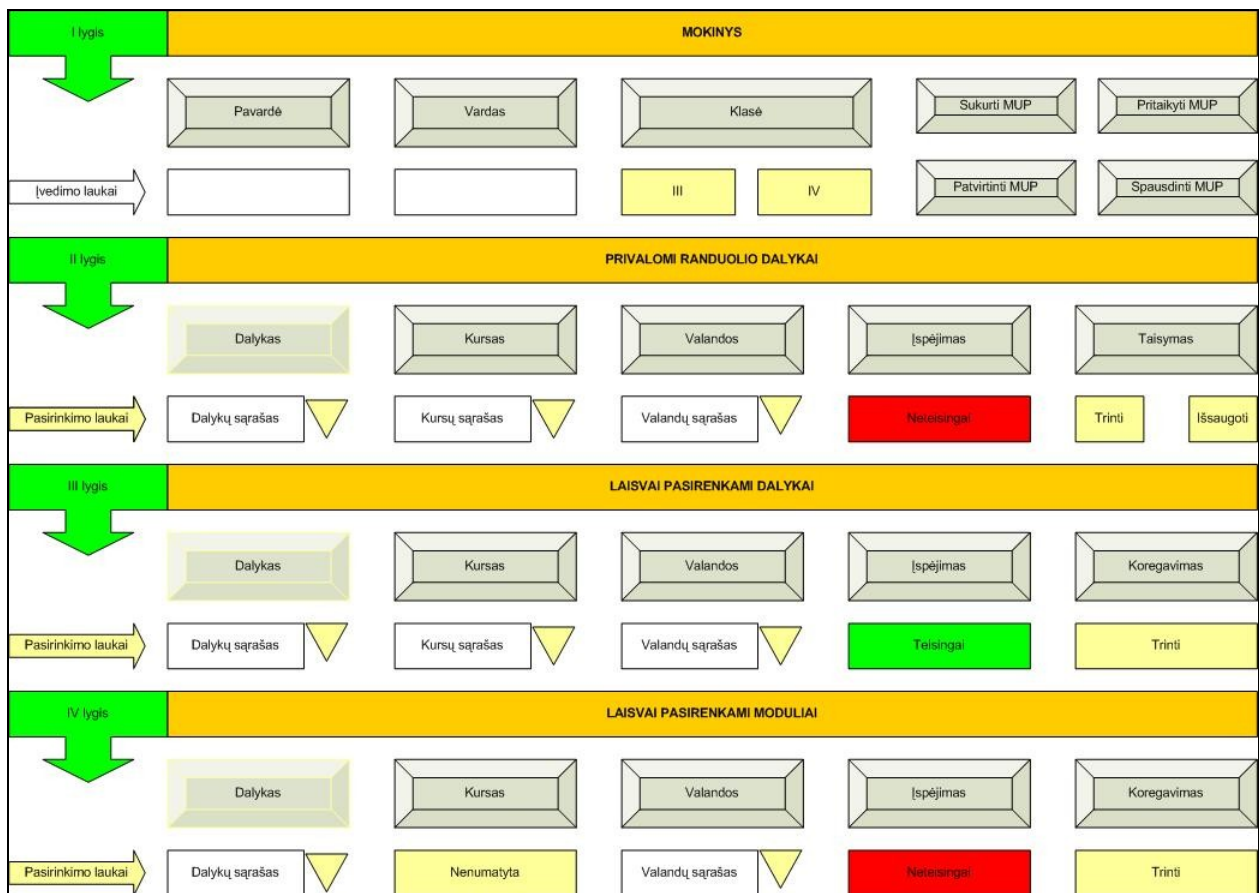 I lygis
MOKINYS
Pavardė
Vardas
Klasė
Sukurti MUP
Pritaikyti MUP
Įvedimo laukai
III
IV
Patvirtinti MUP
Spausdinti MUP
II lygis
PRIVALOMI RANDUOLIO DALYKAI
Dalykas
Kursas
Valandos
Įspėjimas
Taisymas
Pasirinkimo laukai
Dalykų sąrašas
Kursų sąrašas
Valandų sąrašas
Neteisingai
Trinti
Išsaugoti
III lygis
LAISVAI PASIRENKAMI DALYKAI
Dalykas
Kursas
Valandos
Įspėjimas
Koregavimas
Pasirinkimo laukai
Dalykų sąrašas
Kursų sąrašas
Valandų sąrašas
Teisingai
Trinti
IV lygis
LAISVAI PASIRENKAMI MODULIAI
Dalykas
Kursas
Valandos
Įspėjimas
Koregavimas
Pasirinkimo laukai
Dalykų sąrašas
Nenumatyta
Valandų sąrašas
Neteisingai
Trinti